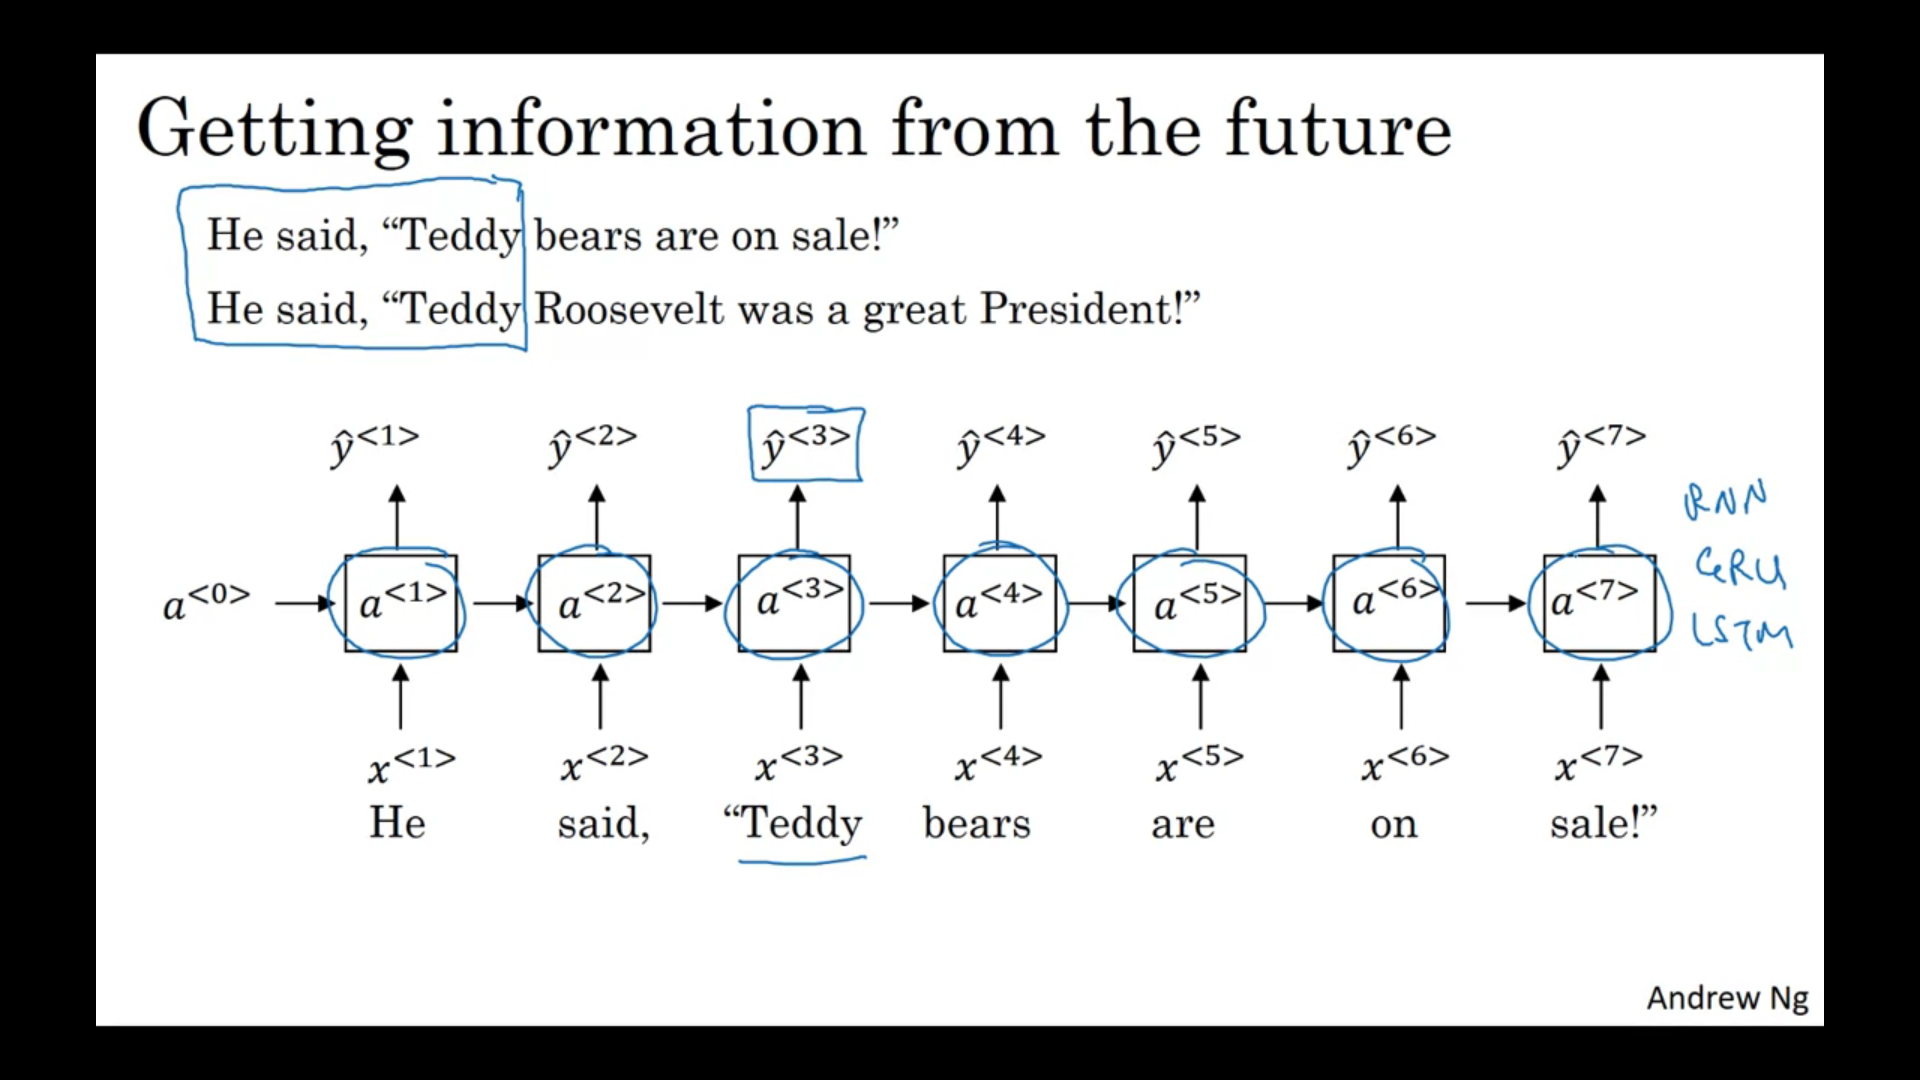 Getting information from the future
He said, “Teddy bears are on sale!”
He said, “Teddy Roosevelt was a great President!”
ŷ<1> ŷ<2> ŷ<3> ŷ<4> ŷ<5> ŷ<6> ŷ<7>
RNN
GRU
LSTM
a<0> a<1> a<2> a<3> a<4> a<5> a<6> a<7>
x<1> x<2> x<3> x<4> x<5> x<6> x<7>
He said, “Teddy bears are on sale!”
Andrew Ng